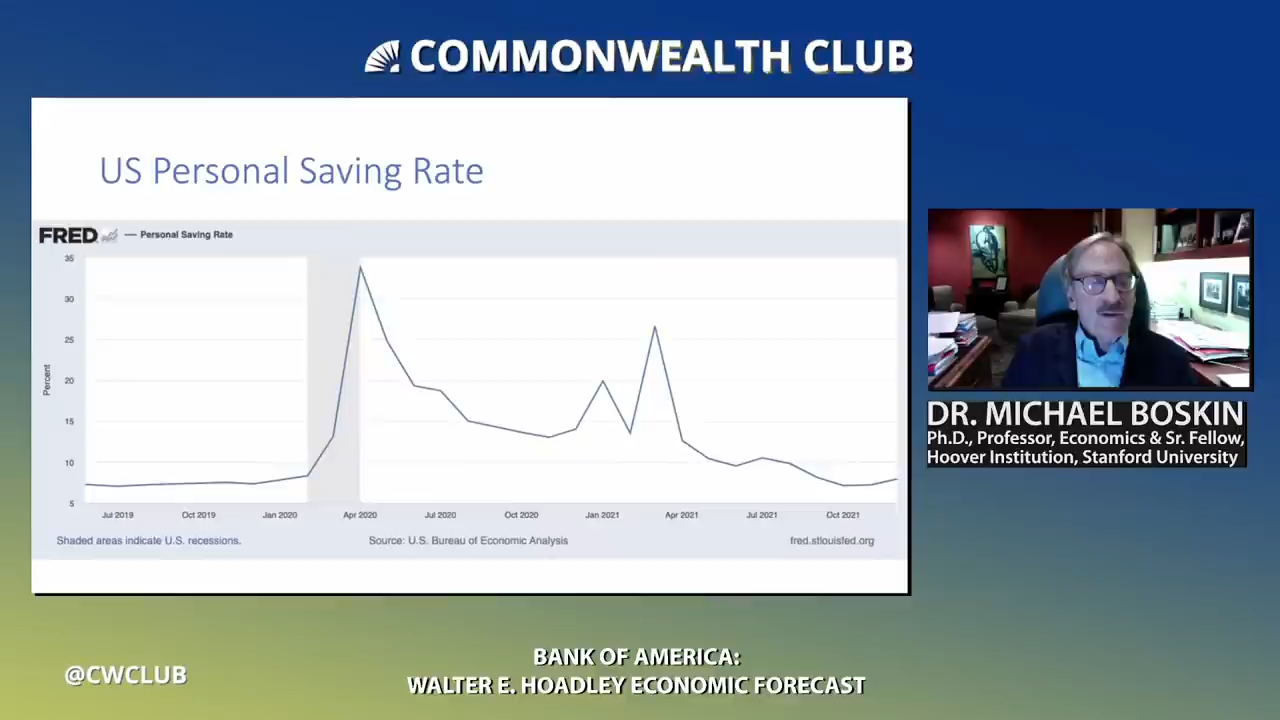 COMMONWEALTH CLUB
US Personal Saving Rate
FRED — Personal Saving Rate
35
30
25
20
15
10
5
Percent
Jul 2019 Oct 2019 Jan 2020 Apr 2020 Jul 2020 Oct 2020 Jan 2021 Apr 2021 Jul 2021 Oct 2021
Shaded areas indicate U.S. recessions. Source: U.S. Bureau of Economic Analysis fred.stlouisfed.org
DR. MICHAEL BOSKIN
Ph.D., Professor, Economics & Sr. Fellow,
Hoover Institution, Stanford University
@CWCLUB
BANK OF AMERICA:
WALTER E. HOADLEY ECONOMIC FORECAST